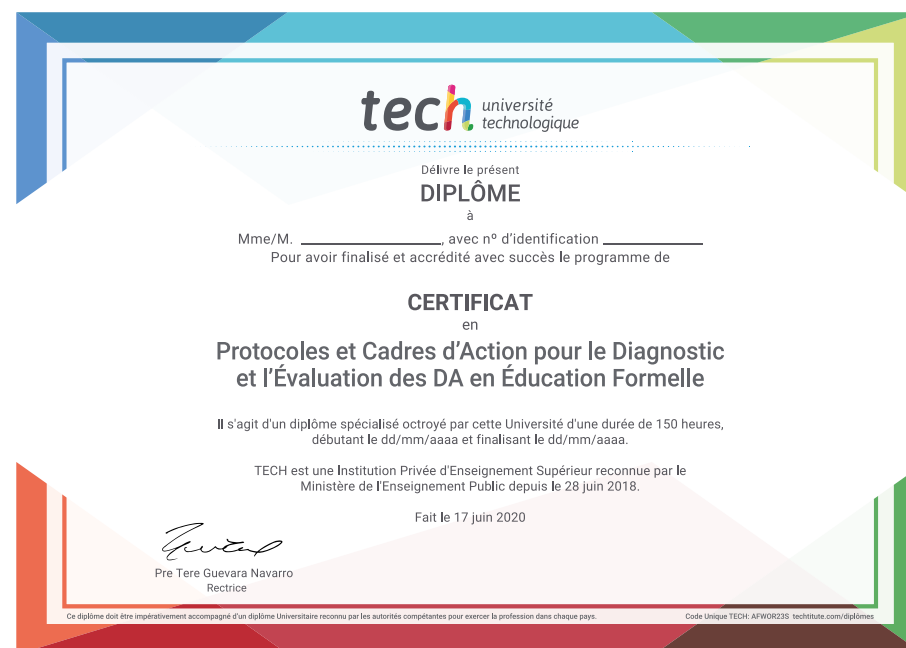 tech université
technologique
Délivre le présent
DIPLÔME
à
Mme/M. ____________________, avec nº d'identification ______________
Pour avoir finalisé et accrédité avec succès le programme de
CERTIFICAT
en
Protocoles et Cadres d'Action pour le Diagnostic
et l'Évaluation des DA en Éducation Formelle
Il s'agit d'un diplôme spécialisé octroyé par cette Université d'une durée de 150 heures,
débutant le dd/mm/aaaa et finalisant le dd/mm/aaaa.
TECH est une Institution Privée d'Enseignement Supérieur reconnue par le
Ministère de l'Enseignement Public depuis le 28 juin 2018.
Fait le 17 juin 2020
Pre Tere Guevara Navarro
Rectrice
Ce diplôme doit être impérativement accompagné d'un diplôme Universitaire reconnu par les autorités compétentes pour exercer la profession dans chaque pays.
Code Unique TECH: AFWOR23S techtitute.com/diplômes